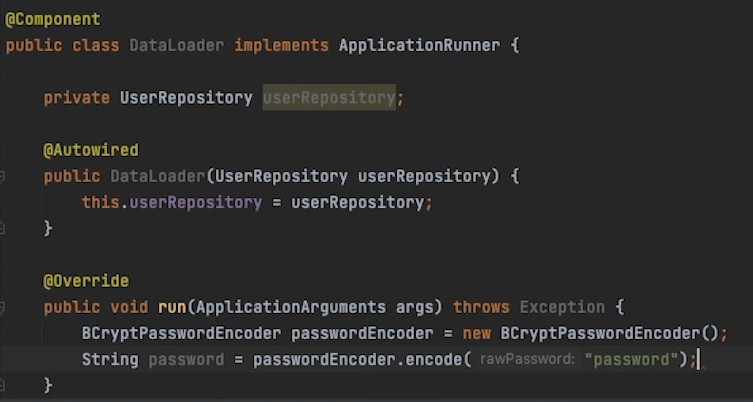 @Component
public class DataLoader implements ApplicationRunner {
private UserRepository userRepository;
@Autowired
public DataLoader(UserRepository userRepository) {
this.userRepository = userRepository;
}
@Override
public void run(ApplicationArguments args) throws Exception {
BCryptPasswordEncoder passwordEncoder = new BCryptPasswordEncoder();
String password = passwordEncoder.encode( rawPassword: "password");
}